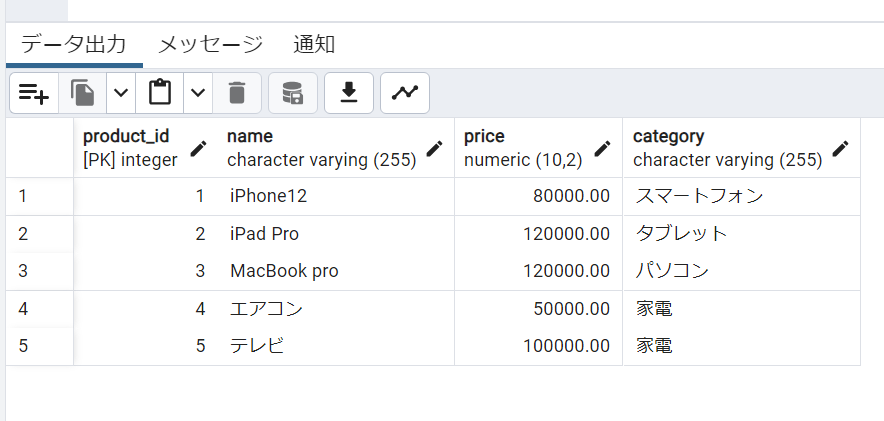 データ出力 メッセージ 通知
product_id name price category
[PK] integer character varying (255) numeric (10,2) character varying (255)
1 1 iPhone12 80000.00 スマートフォン
2 2 iPad Pro 120000.00 タブレット
3 3 MacBook pro 120000.00 パソコン
4 4 エアコン 50000.00 家電
5 5 テレビ 100000.00 家電